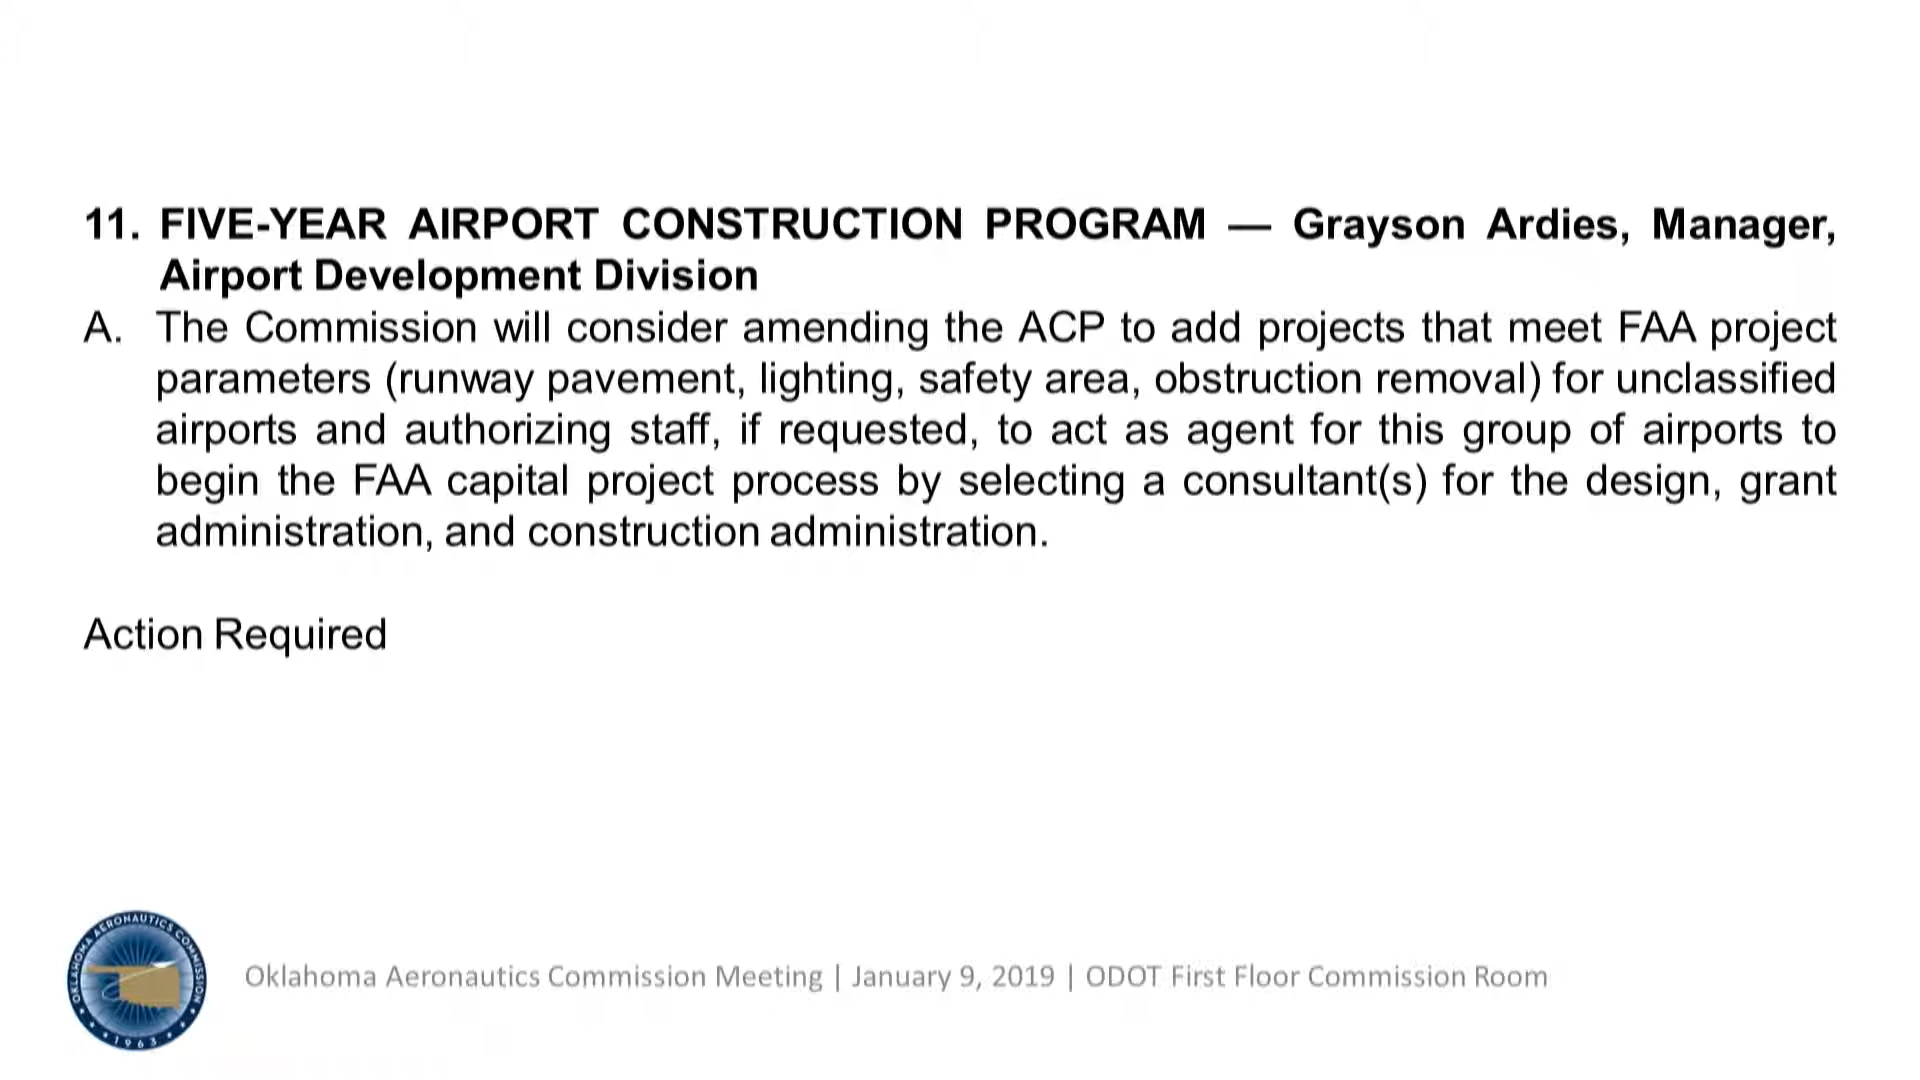 11. FIVE-YEAR AIRPORT CONSTRUCTION PROGRAM — Grayson Ardies, Manager,
Airport Development Division
A. The Commission will consider amending the ACP to add projects that meet FAA project
parameters (runway pavement, lighting, safety area, obstruction removal) for unclassified
airports and authorizing staff, if requested, to act as agent for this group of airports to
begin the FAA capital project process by selecting a consultant(s) for the design, grant
administration, and construction administration.
Action Required
OKLAHOMA AERONAUTICS COMMISSION
1963
Oklahoma Aeronautics Commission Meeting | January 9, 2019 | ODOT First Floor Commission Room